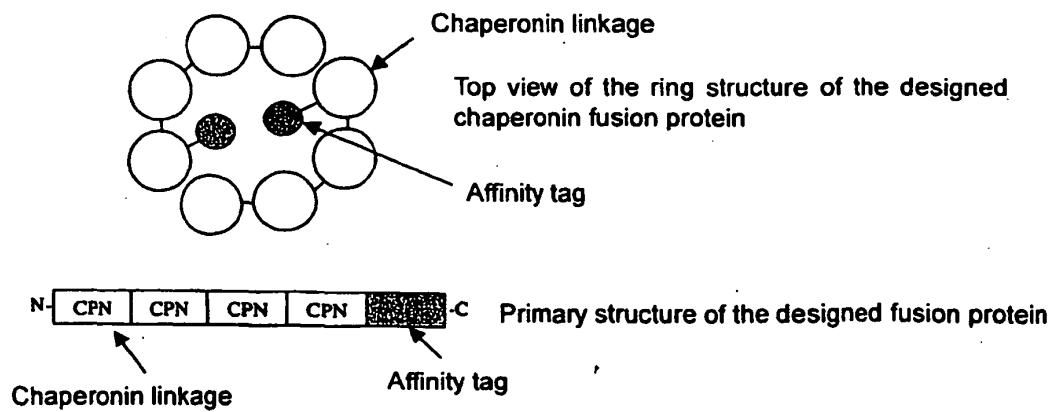 Chaperonin linkage
Top view of the ring structure of the designed
chaperonin fusion protein
Affinity tag
N- CPN CPN CPN CPN -C Primary structure of the designed fusion protein
Affinity tag
Chaperonin linkage